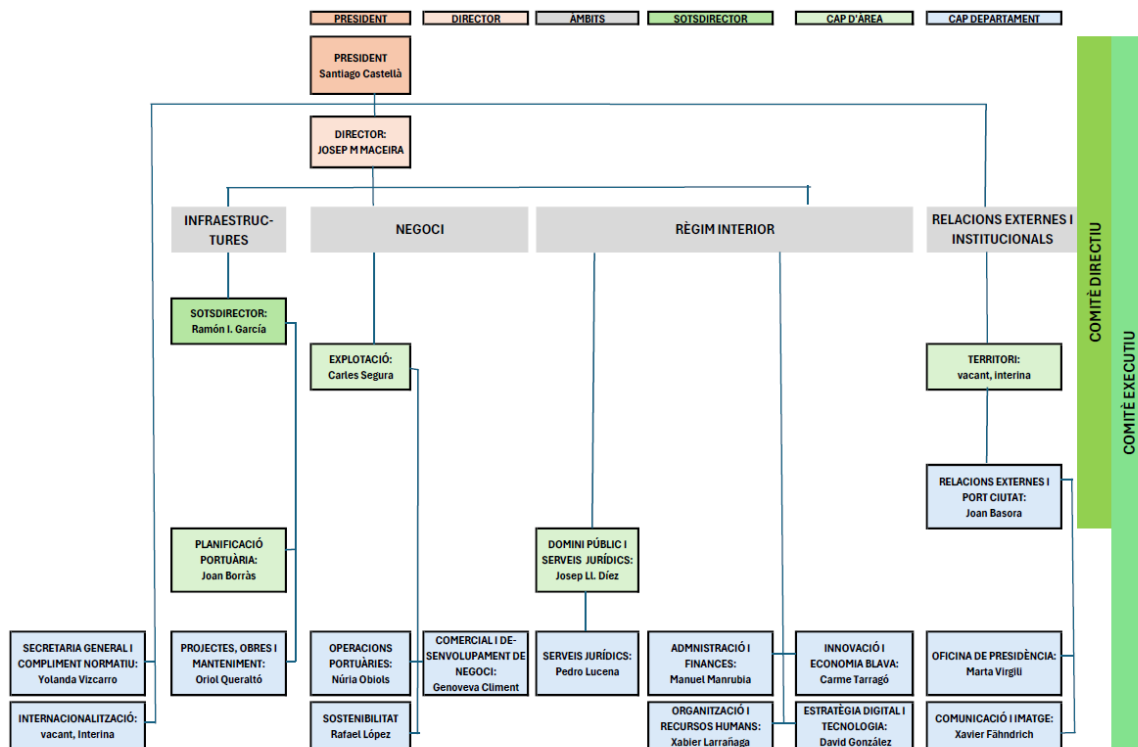 PRESIDENT
DIRECTOR
ÀMBITS
SOTSDIRECTOR
CAP D'ÀREA
CAP DEPARTAMENT
PRESIDENT
Santiago Castellà
DIRECTOR:
JOSEP M MACEIRA
INFRAESTRUC-
TURES
NEGOCI
RÈGIM INTERIOR
RELACIONS EXTERNES I
INSTITUCIONALS
COMITÈ DIRECTIU
COMITÈ EXECUTIU
SOTSDIRECTOR:
Ramón I. García
EXPLOTACIÓ:
Carles Segura
TERRITORI:
vacant, interina
RELACIONS EXTERNES I
PORT CIUTAT:
Joan Basora
PLANIFICACIÓ
PORTUÀRIA:
Joan Borràs
DOMINI PÚBLIC I
SERVEIS JURÍDICS:
Josep Ll. Díez
SECRETARIA GENERAL I
COMPLIMENT NORMATIU:
Yolanda Vizcarro
PROJECTES, OBRES I
MANTENIMENT:
Oriol Queraltó
OPERACIONS
PORTUÀRIES:
Núria Obiols
COMERCIAL I DE-
SENVOLUPAMENT DE
NEGOCI:
Genoveva Climent
SERVEIS JURÍDICS:
Pedro Lucena
ADMNISTRACIÓ I
FINANCES:
Manuel Manrubia
INNOVACIÓ I
ECONOMIA BLAVA:
Carme Tarragó
OFICINA DE PRESIDÈNCIA:
Marta Virgili
INTERNACIONALITZACIÓ:
vacant, Interina
SOSTENIBILITAT
Rafael López
ORGANITZACIÓ I
RECURSOS HUMANS:
Xabier Larrañaga
ESTRATÈGIA DIGITAL I
TECNOLOGIA:
David González
COMUNICACIÓ I IMATGE:
Xavier Fähndrich